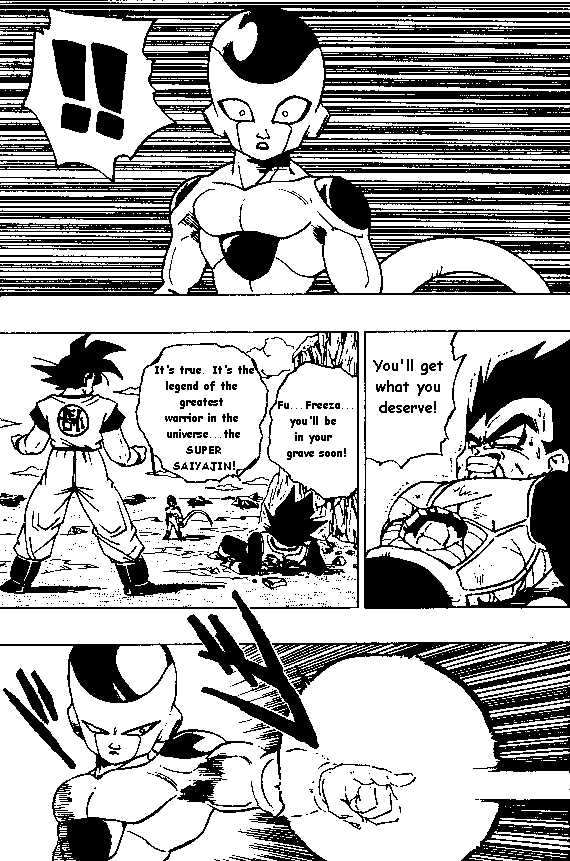 !!
It's true. It's the
legend of the
greatest
warrior in the
universe....the
SUPER
SAIYAJIN!
Fu...Freeza...
you'll be
in your
grave soon!
You'll get
what you
deserve!